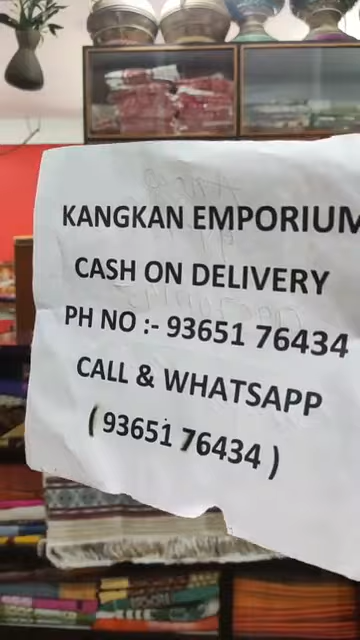 KANGKAN EMPORIUM
CASH ON DELIVERY
PH NO :- 93651 76434
CALL & WHATSAPP
( 93651 76434 )